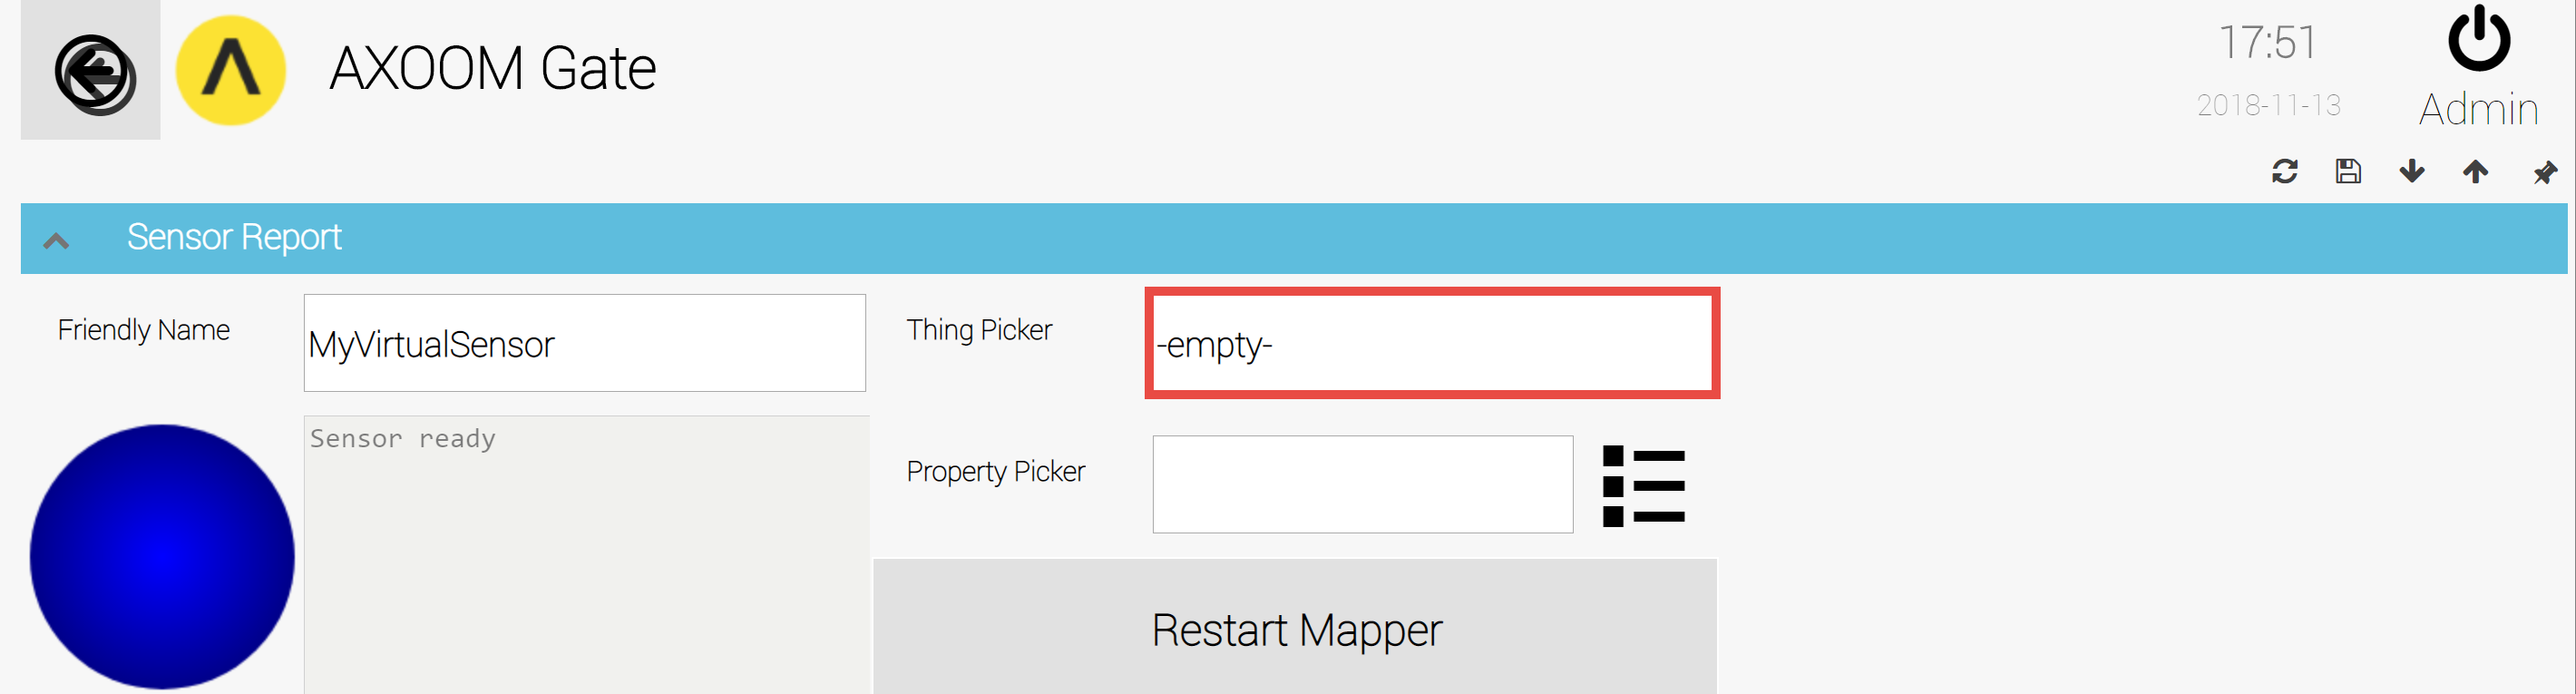 AXOOM Gate
17:51
2018-11-13
Admin
Sensor Report
Friendly Name
MyVirtualSensor
Thing Picker
-empty-
Sensor ready
Property Picker
Restart Mapper